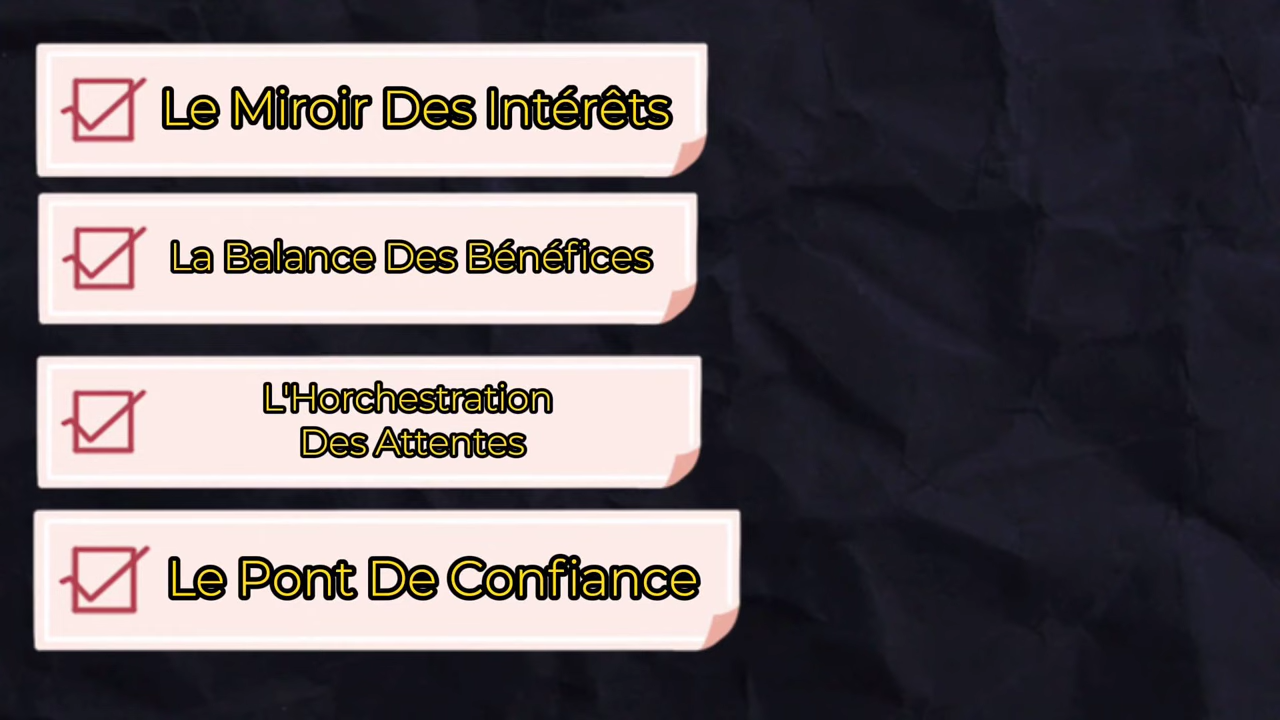 Le Miroir Des Intérêts
La Balance Des Bénéfices
L'Horchestration
Des Attentes
Le Pont De Confiance